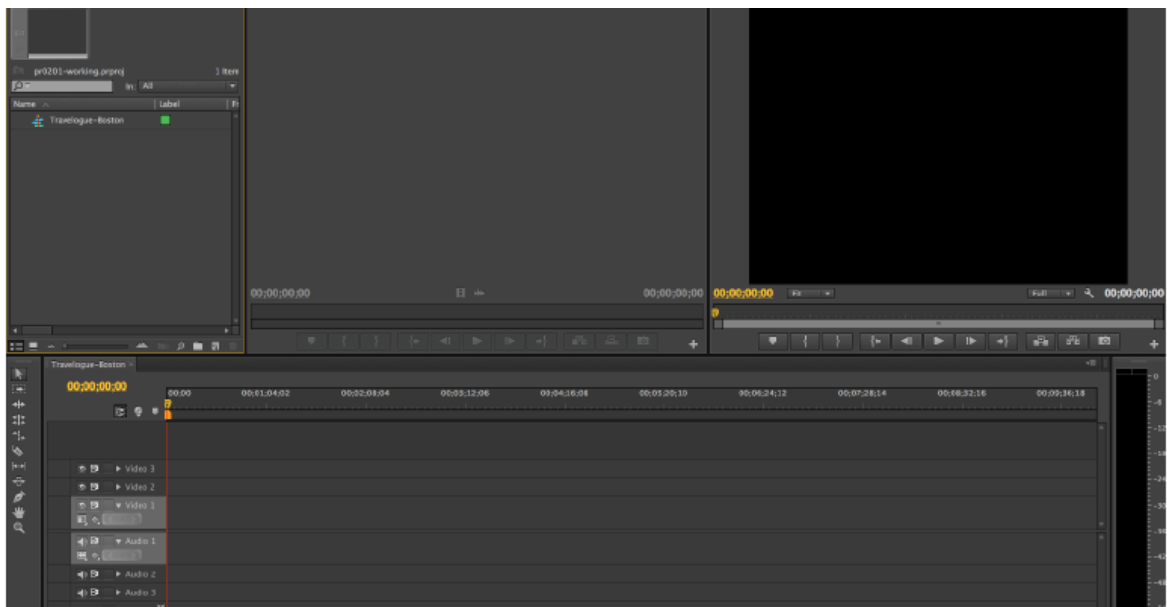 pr0201-working.prproj 1 Item
In: All
Name Label Fr
Travelogue-Boston
00;00;00;00 00;00;00;00
00;00;00;00 Fit Full 00;00;00;00
Travelogue-Boston
00;00;00;00
00;00 00;01;04;02 00;02;08;04 00;03;12;06 00;04;16;08 00;05;20;10 00;06;24;12 00;07;28;14 00;08;32;16 00;09;36;18
Video 3
Video 2
Video 1
Audio 1
Audio 2
Audio 3
0
-6
-12
-18
-24
-30
-36
-42
-48